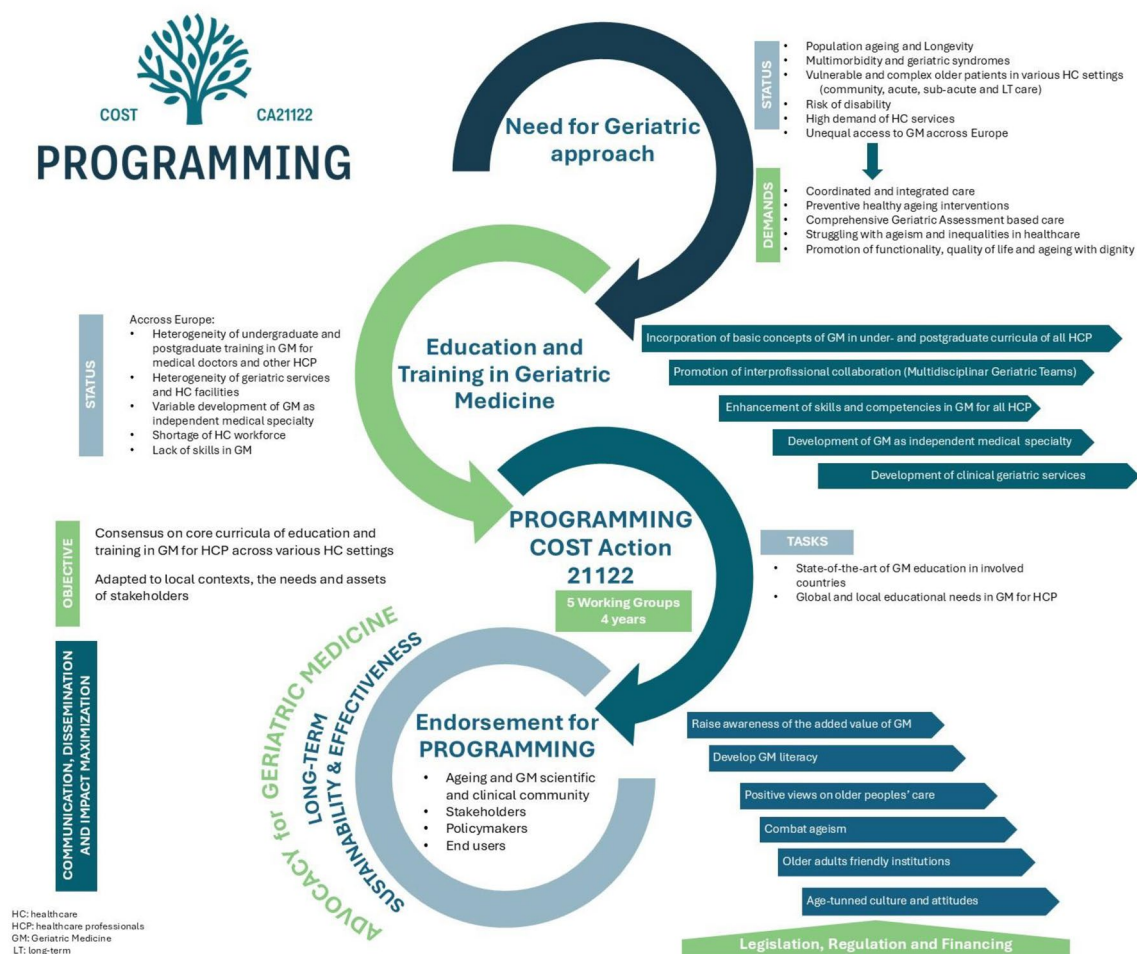 COST
CA21122
PROGRAMMING
Need for Geriatric
approach
STATUS
• Population ageing and Longevity
• Multimorbidity and geriatric syndromes
• Vulnerable and complex older patients in various HC settings
(community, acute, sub-acute and LT care)
• Risk of disability
• High demand of HC services
• Unequal access to GM accross Europe
DEMANDS
• Coordinated and integrated care
• Preventive healthy ageing interventions
• Comprehensive Geriatric Assessment based care
• Struggling with ageism and inequalities in healthcare
• Promotion of functionality, quality of life and ageing with dignity
STATUS
Accross Europe:
• Heterogeneity of undergraduate and
postgraduate training in GM for
medical doctors and other HCP
• Heterogeneity of geriatric services
and HC facilities
• Variable development of GM as
independent medical specialty
• Shortage of HC workforce
• Lack of skills in GM
Education and
Training in Geriatric
Medicine
Incorporation of basic concepts of GM in under- and postgraduate curricula of all HCP
Promotion of interprofissional collaboration (Multidisciplinar Geriatric Teams)
Enhancement of skills and competencies in GM for all HCP
Development of GM as independent medical specialty
Development of clinical geriatric services
OBJECTIVE
Consensus on core curricula of education and
training in GM for HCP across various HC settings
Adapted to local contexts, the needs and assets
of stakeholders
PROGRAMMING
COST Action
21122
5 Working Groups
4 years
TASKS
• State-of-the-art of GM education in involved
countries
• Global and local educational needs in GM for HCP
COMMUNICATION, DISSEMINATION
AND IMPACT MAXIMIZATION
ADVOCACY for GERIATRIC MEDICINE
LONG-TERM
SUSTAINABILITY & EFFECTIVENESS
Endorsement for
PROGRAMMING
• Ageing and GM scientific
and clinical community
• Stakeholders
• Policymakers
• End users
Raise awareness of the added value of GM
Develop GM literacy
Positive views on older peoples’ care
Combat ageism
Older adults friendly institutions
Age-tunned culture and attitudes
Legislation, Regulation and Financing
HC: healthcare
HCP: healthcare professionals
GM: Geriatric Medicine
LT: long-term